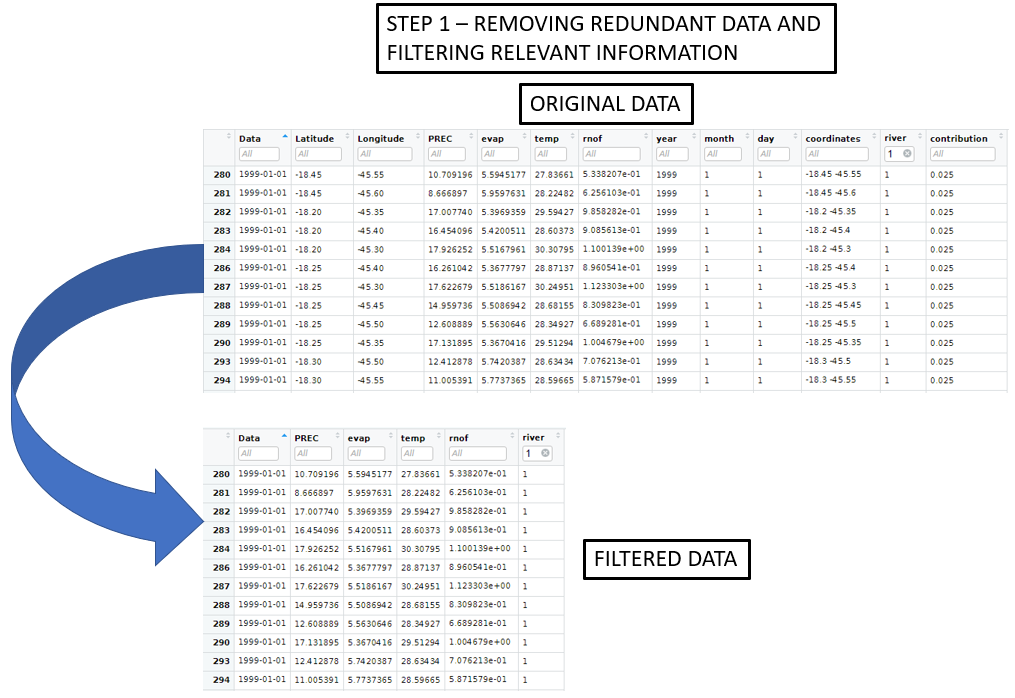 STEP 1 – REMOVING REDUNDANT DATA AND
FILTERING RELEVANT INFORMATION
ORIGINAL DATA
Data Latitude Longitude PREC evap temp rnof year month day coordinates river contribution
All All All All All All All All All All All 1 All
280 1999-01-01 -18.45 -45.55 10.709196 5.5945177 27.83661 5.338207e-01 1999 1 1 -18.45 -45.55 1 0.025
281 1999-01-01 -18.45 -45.60 8.666897 5.9597631 28.22482 6.256103e-01 1999 1 1 -18.45 -45.6 1 0.025
282 1999-01-01 -18.20 -45.35 17.007740 5.3969359 29.59427 9.858282e-01 1999 1 1 -18.2 -45.35 1 0.025
283 1999-01-01 -18.20 -45.40 16.454096 5.4200511 28.60373 9.085613e-01 1999 1 1 -18.2 -45.4 1 0.025
284 1999-01-01 -18.20 -45.30 17.926252 5.5167961 30.30795 1.100139e+00 1999 1 1 -18.2 -45.3 1 0.025
286 1999-01-01 -18.25 -45.40 16.261042 5.3677797 28.87137 8.960541e-01 1999 1 1 -18.25 -45.4 1 0.025
287 1999-01-01 -18.25 -45.30 17.622679 5.5186167 30.24951 1.123303e+00 1999 1 1 -18.25 -45.3 1 0.025
288 1999-01-01 -18.25 -45.45 14.959736 5.5086942 28.68155 8.309823e-01 1999 1 1 -18.25 -45.45 1 0.025
289 1999-01-01 -18.25 -45.50 12.608889 5.5630646 28.34927 6.689281e-01 1999 1 1 -18.25 -45.5 1 0.025
290 1999-01-01 -18.25 -45.35 17.131895 5.3670416 29.51294 1.004679e+00 1999 1 1 -18.25 -45.35 1 0.025
293 1999-01-01 -18.30 -45.50 12.412878 5.7420387 28.63434 7.076213e-01 1999 1 1 -18.3 -45.5 1 0.025
294 1999-01-01 -18.30 -45.55 11.005391 5.7737365 28.59665 5.871579e-01 1999 1 1 -18.3 -45.55 1 0.025
Data PREC evap temp rnof river
All All All All All 1
280 1999-01-01 10.709196 5.5945177 27.83661 5.338207e-01 1
281 1999-01-01 8.666897 5.9597631 28.22482 6.256103e-01 1
282 1999-01-01 17.007740 5.3969359 29.59427 9.858282e-01 1
283 1999-01-01 16.454096 5.4200511 28.60373 9.085613e-01 1
284 1999-01-01 17.926252 5.5167961 30.30795 1.100139e+00 1
286 1999-01-01 16.261042 5.3677797 28.87137 8.960541e-01 1
287 1999-01-01 17.622679 5.5186167 30.24951 1.123303e+00 1
288 1999-01-01 14.959736 5.5086942 28.68155 8.309823e-01 1
289 1999-01-01 12.608889 5.5630646 28.34927 6.689281e-01 1
290 1999-01-01 17.131895 5.3670416 29.51294 1.004679e+00 1
293 1999-01-01 12.412878 5.7420387 28.63434 7.076213e-01 1
294 1999-01-01 11.005391 5.7737365 28.59665 5.871579e-01 1
FILTERED DATA